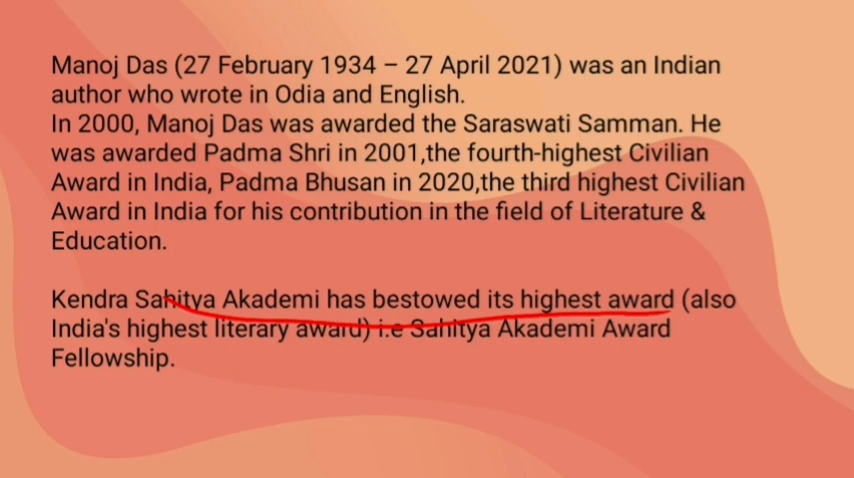 Manoj Das (27 February 1934 – 27 April 2021) was an Indian
author who wrote in Odia and English.
In 2000, Manoj Das was awarded the Saraswati Samman. He
was awarded Padma Shri in 2001,the fourth-highest Civilian
Award in India, Padma Bhusan in 2020,the third highest Civilian
Award in India for his contribution in the field of Literature &
Education.
Kendra Sahitya Akademi has bestowed its highest award (also
India's highest literary award) i.e Sahitya Akademi Award
Fellowship.